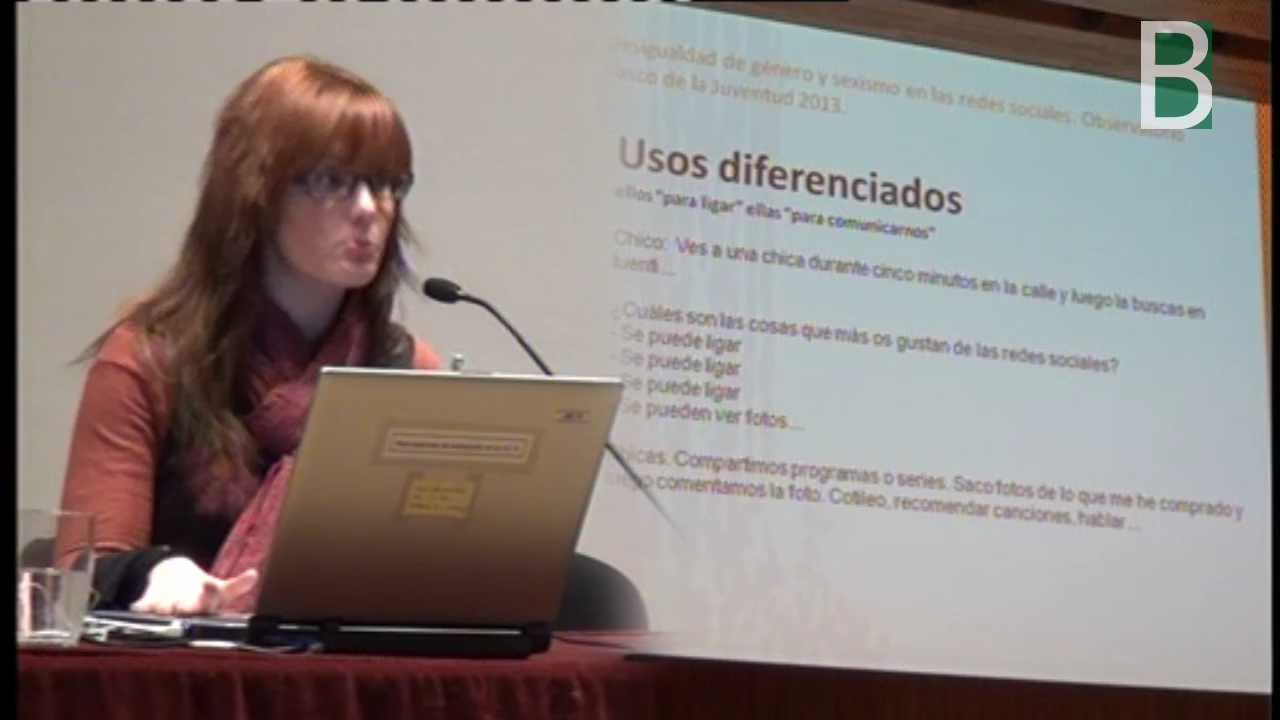 B
Desigualdad de género y sexismo en las redes sociales. Observatorio
Vasco de la Juventud 2013.
Usos diferenciados
ellos "para ligar" ellas "para comunicarnos"
Chico: Ves a una chica durante cinco minutos en la calle y luego la buscas en
tuenti...
¿Cuáles son las cosas que más os gustan de las redes sociales?
- Se puede ligar
- Se puede ligar
- Se puede ligar
- Se pueden ver fotos...
Chicas. Compartimos programas o series. Saco fotos de lo que me he comprado y
luego comentamos la foto. Cotileo, recomendar canciones, hablar...